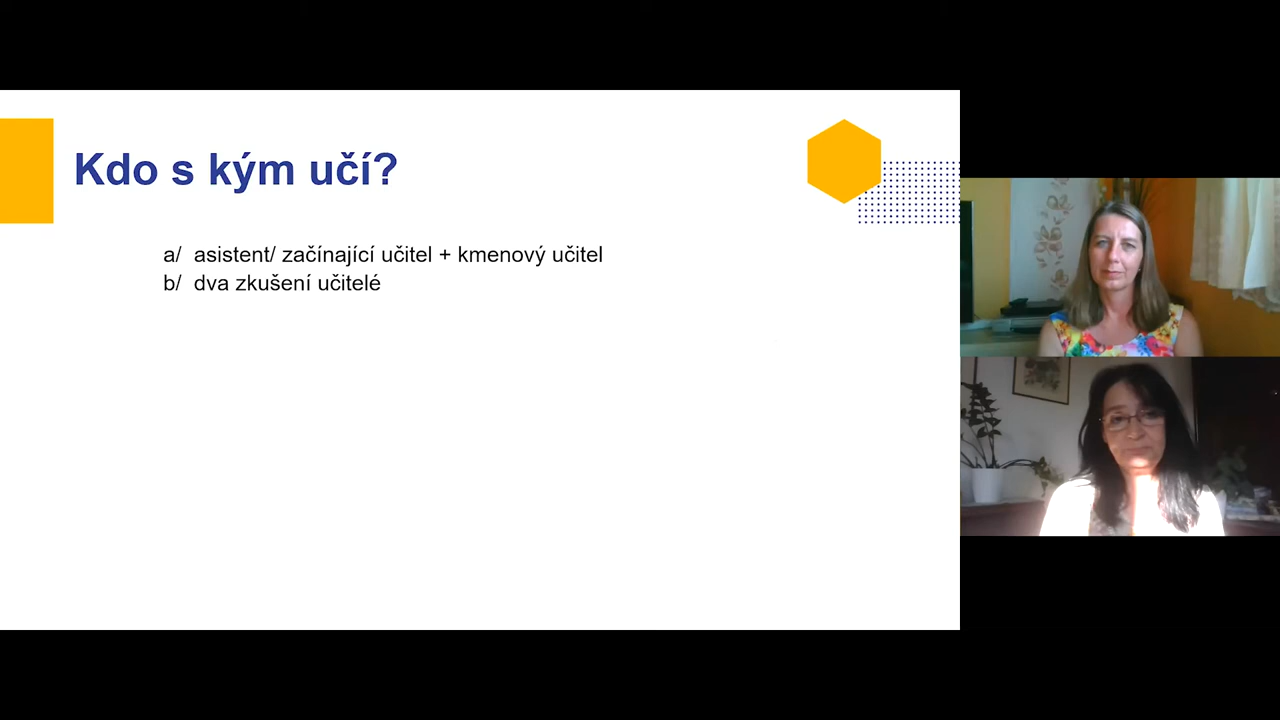 Kdo s kým učí?
a/ asistent/ začínající učitel + kmenový učitel
b/ dva zkušení učitelé